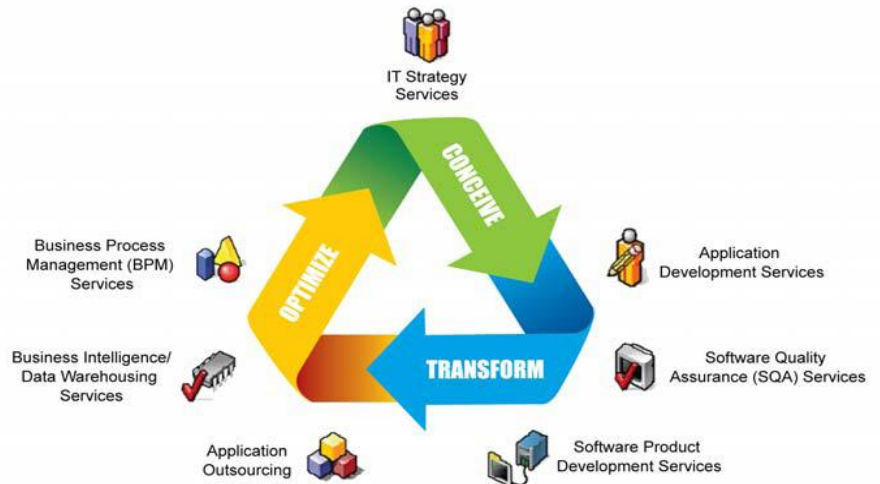 IT Strategy
Services
CONCEIVE
Application
Development Services
Software Quality
Assurance (SQA) Services
TRANSFORM
Software Product
Development Services
Application
Outsourcing
Business Intelligence/
Data Warehousing
Services
Business Process
Management (BPM)
Services
OPTIMIZE